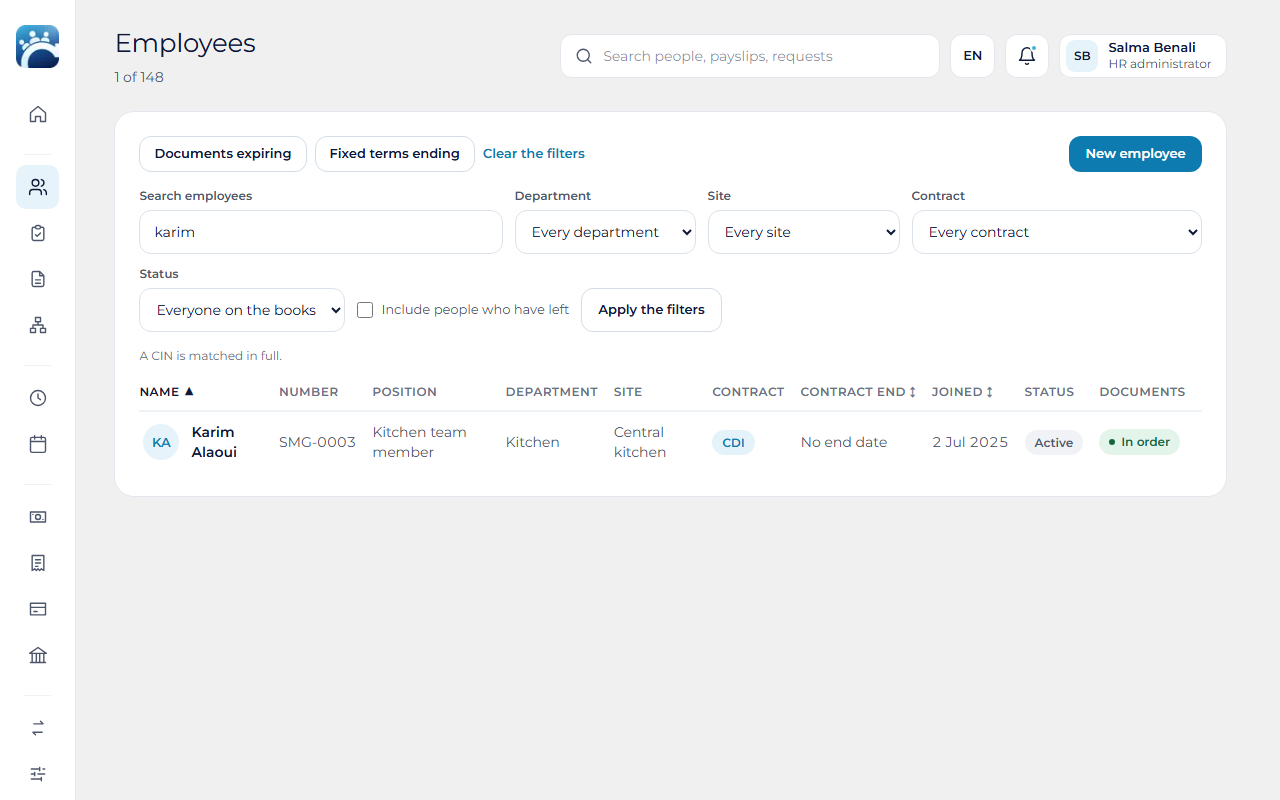 Employees
1 of 148
Search people, payslips, requests
EN
SB
Salma Benali
HR administrator
Documents expiring
Fixed terms ending
Clear the filters
New employee
Search employees
Department
Site
Contract
karim
Every department
Every site
Every contract
Status
Everyone on the books
Include people who have left
Apply the filters
A CIN is matched in full.
NAME ▲ NUMBER POSITION DEPARTMENT SITE CONTRACT CONTRACT END ↕ JOINED ↕ STATUS DOCUMENTS
KA
Karim
Alaoui
SMG-0003
Kitchen team
member
Kitchen
Central
kitchen
CDI
No end date
2 Jul 2025
Active
In order